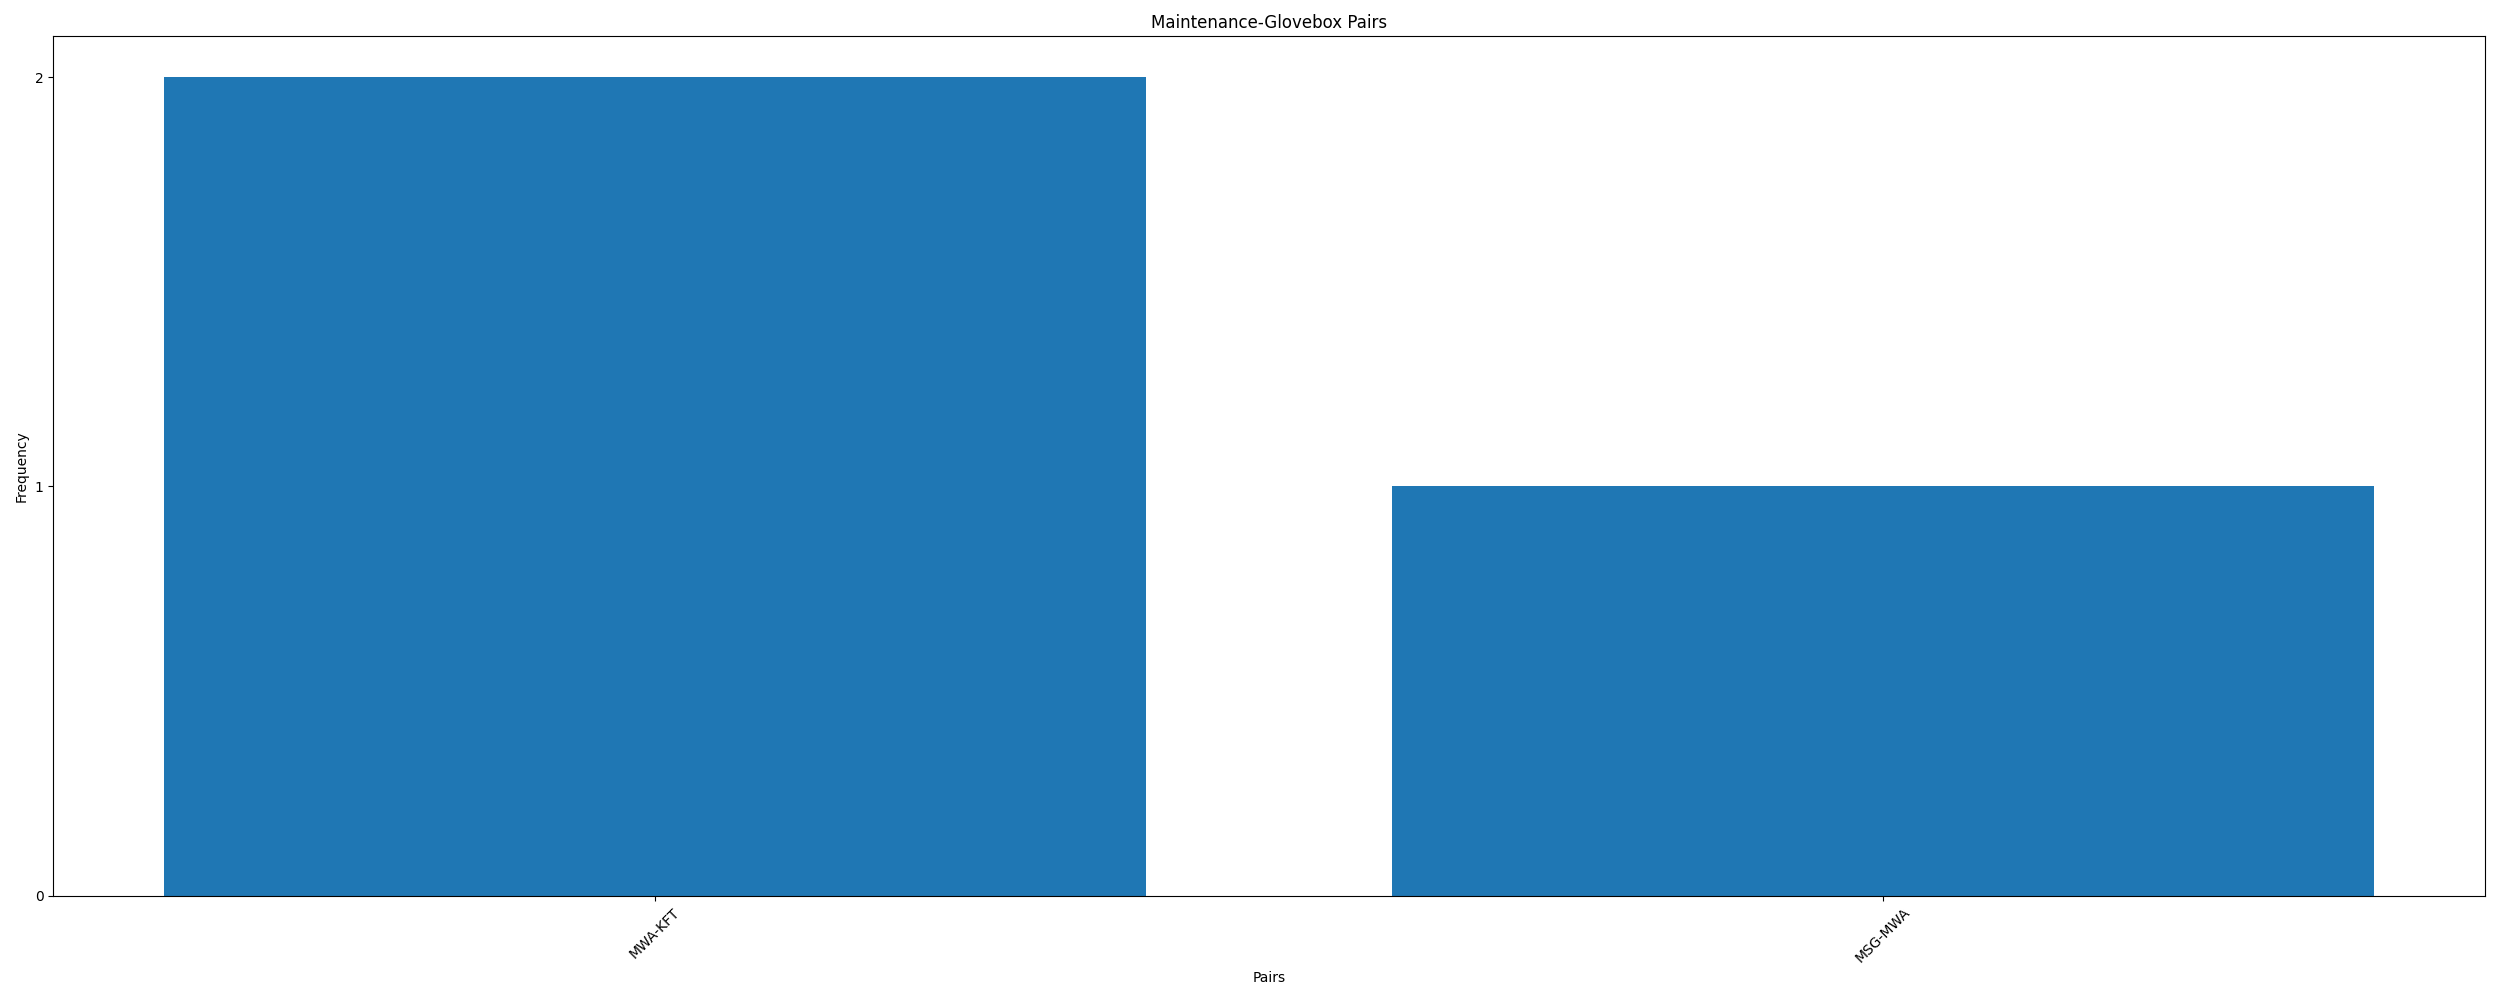 Maintenance-Glovebox Pairs
2
1
0
Frequency
MWA-KFT
MSG-MWA
Pairs